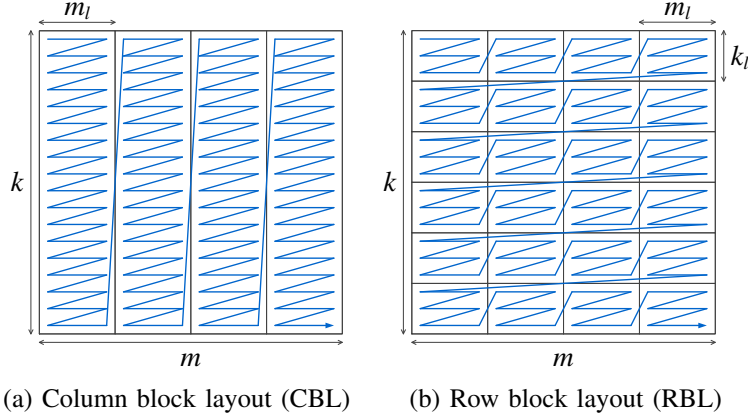 m_l
m_l
k_l
k
k
m
m
(a) Column block layout (CBL)
(b) Row block layout (RBL)